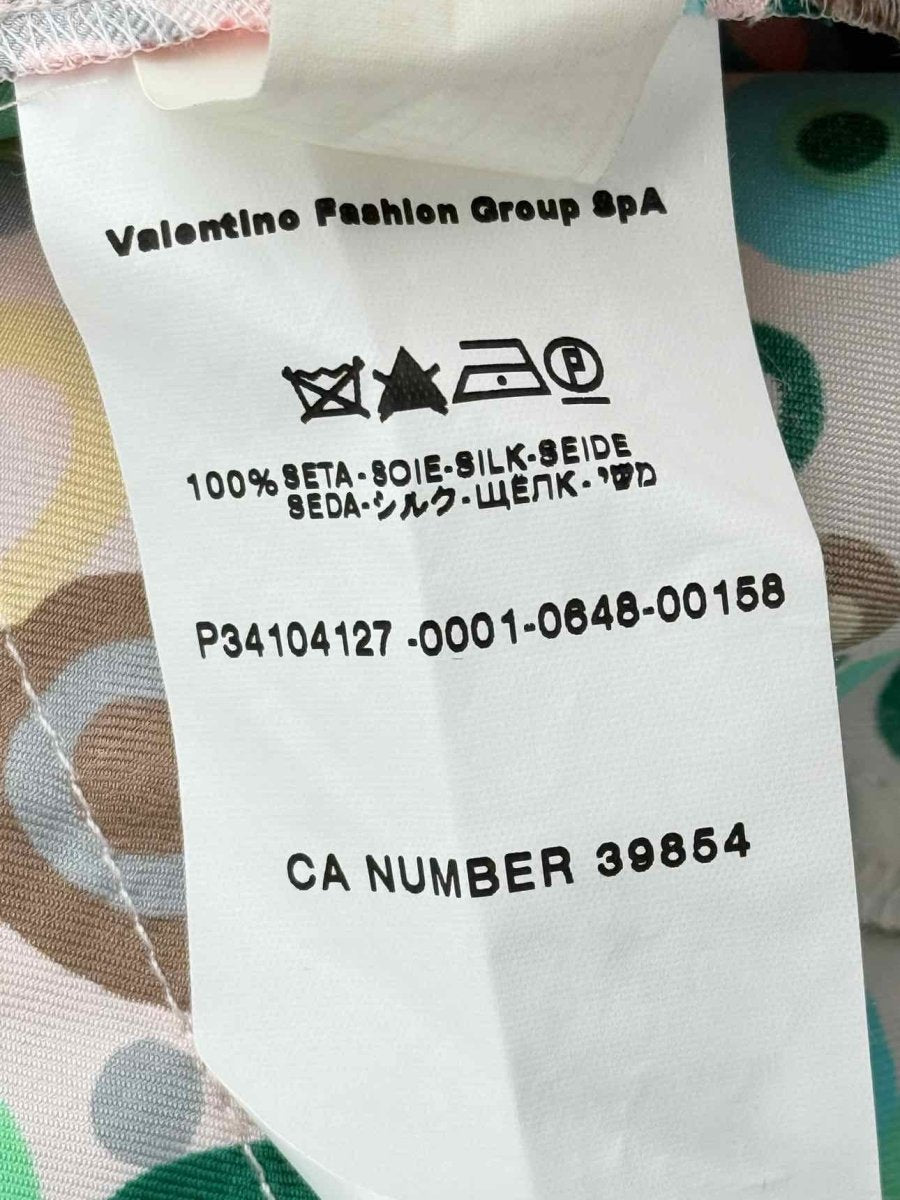 Valentino Fashion Group SpA
P
100% SETA-SOIE-SILK-SEIDE
SEDA-シルク-ЩЁЛК-משי
P34104127 -0001-0648-00158
CA NUMBER 39854